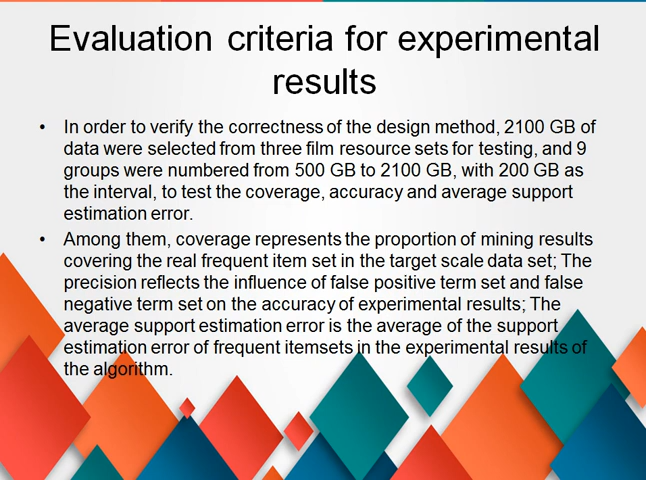 Evaluation criteria for experimental
results
• In order to verify the correctness of the design method, 2100 GB of
data were selected from three film resource sets for testing, and 9
groups were numbered from 500 GB to 2100 GB, with 200 GB as
the interval, to test the coverage, accuracy and average support
estimation error.
• Among them, coverage represents the proportion of mining results
covering the real frequent item set in the target scale data set; The
precision reflects the influence of false positive term set and false
negative term set on the accuracy of experimental results; The
average support estimation error is the average of the support
estimation error of frequent itemsets in the experimental results of
the algorithm.